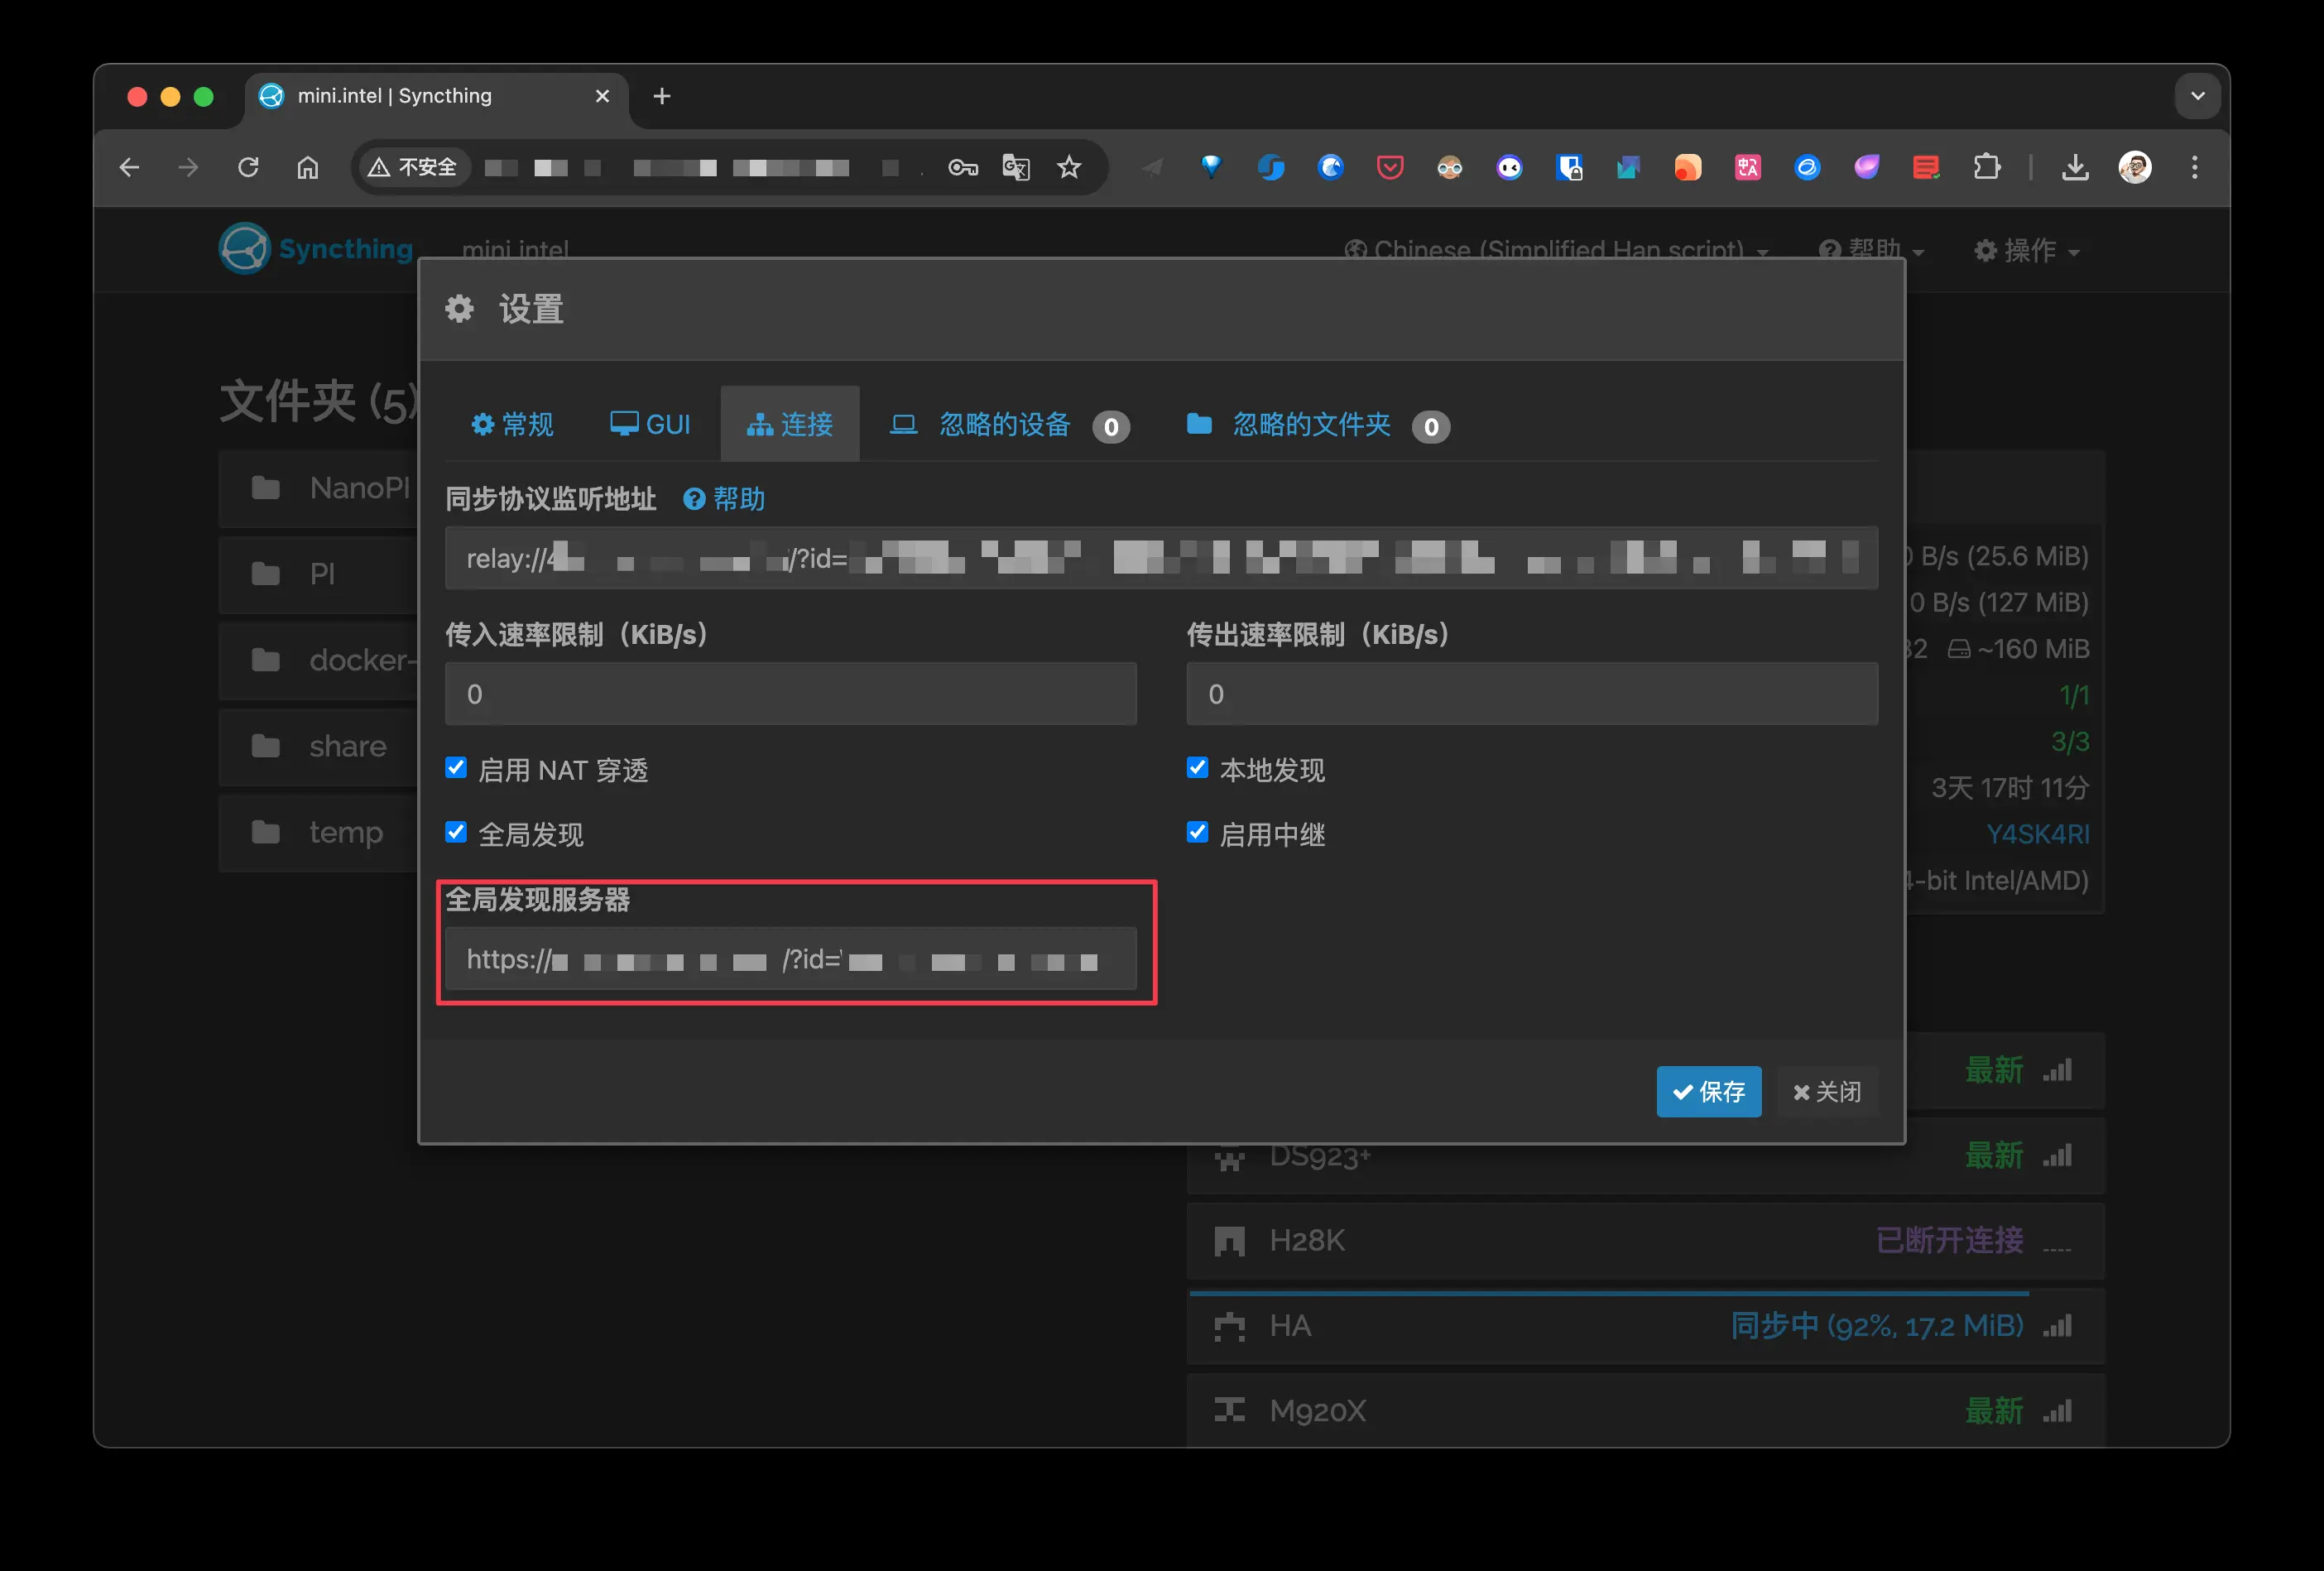 mini.intel | Syncthing
不安全
Syncthing
mini.intel
Chinese (Simplified Han script)
帮助
操作
设置
文件夹 (5)
常规
GUI
连接
忽略的设备 0
忽略的文件夹 0
NanoPI
PI
docker-
share
temp
同步协议监听地址 帮助
relay://4 /?id=
传入速率限制（KiB/s）
传出速率限制（KiB/s）
0
0
启用 NAT 穿透
本地发现
全局发现
启用中继
全局发现服务器
https:// /?id=
保存
关闭
0 B/s (25.6 MiB)
0 B/s (127 MiB)
~160 MiB
1/1
3/3
3天 17时 11分
Y4SK4RI
4-bit Intel/AMD)
最新
DS923+
最新
H28K
已断开连接
HA
同步中 (92%, 17.2 MiB)
M920X
最新